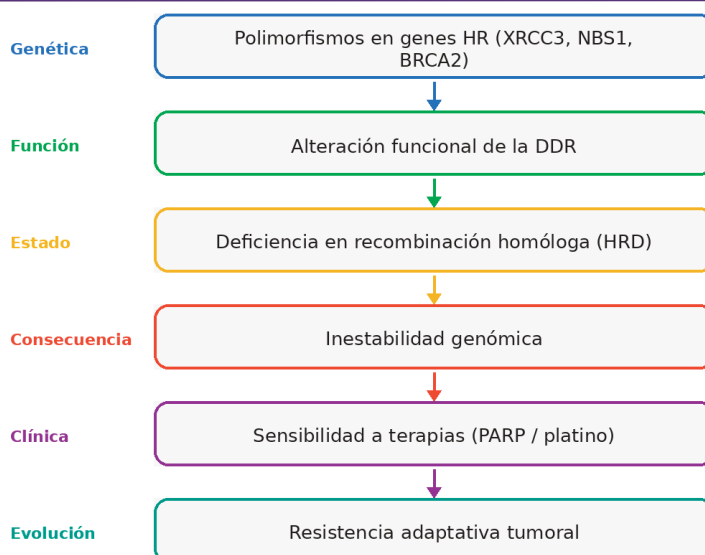 Genética
Polimorfismos en genes HR (XRCC3, NBS1,
BRCA2)
Función
Alteración funcional de la DDR
Estado
Deficiencia en recombinación homóloga (HRD)
Consecuencia
Inestabilidad genómica
Clínica
Sensibilidad a terapias (PARP / platino)
Evolución
Resistencia adaptativa tumoral